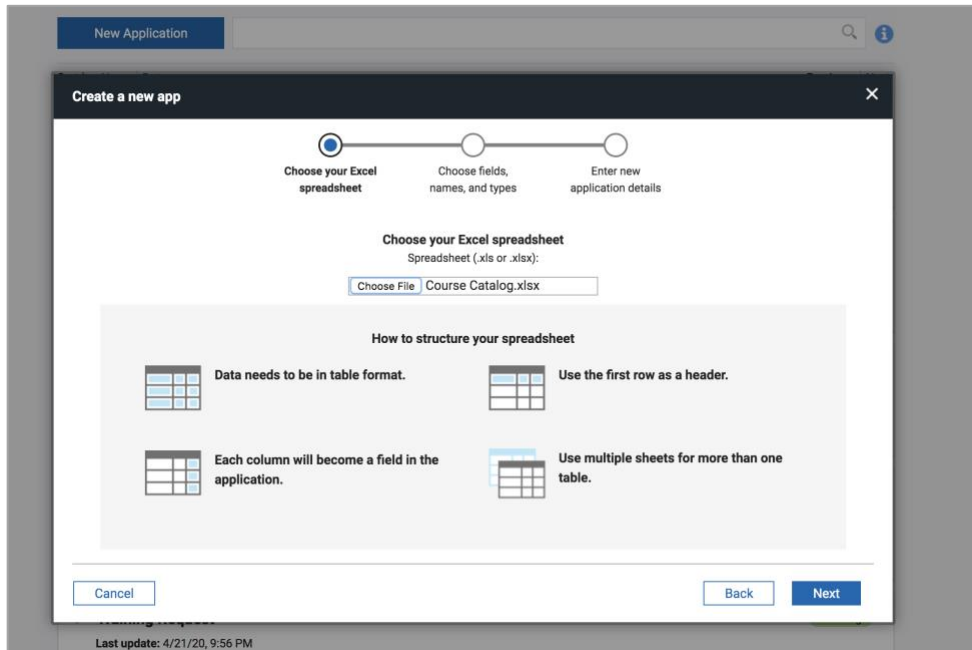 New Application
Create a new app
Choose your Excel
spreadsheet
Choose fields,
names, and types
Enter new
application details
Choose your Excel spreadsheet
Spreadsheet (.xls or .xlsx):
Choose File Course Catalog.xlsx
How to structure your spreadsheet
Data needs to be in table format.
Use the first row as a header.
Each column will become a field in the
application.
Use multiple sheets for more than one
table.
Cancel
Back
Next
Training Request
Last update: 4/21/20, 9:56 PM